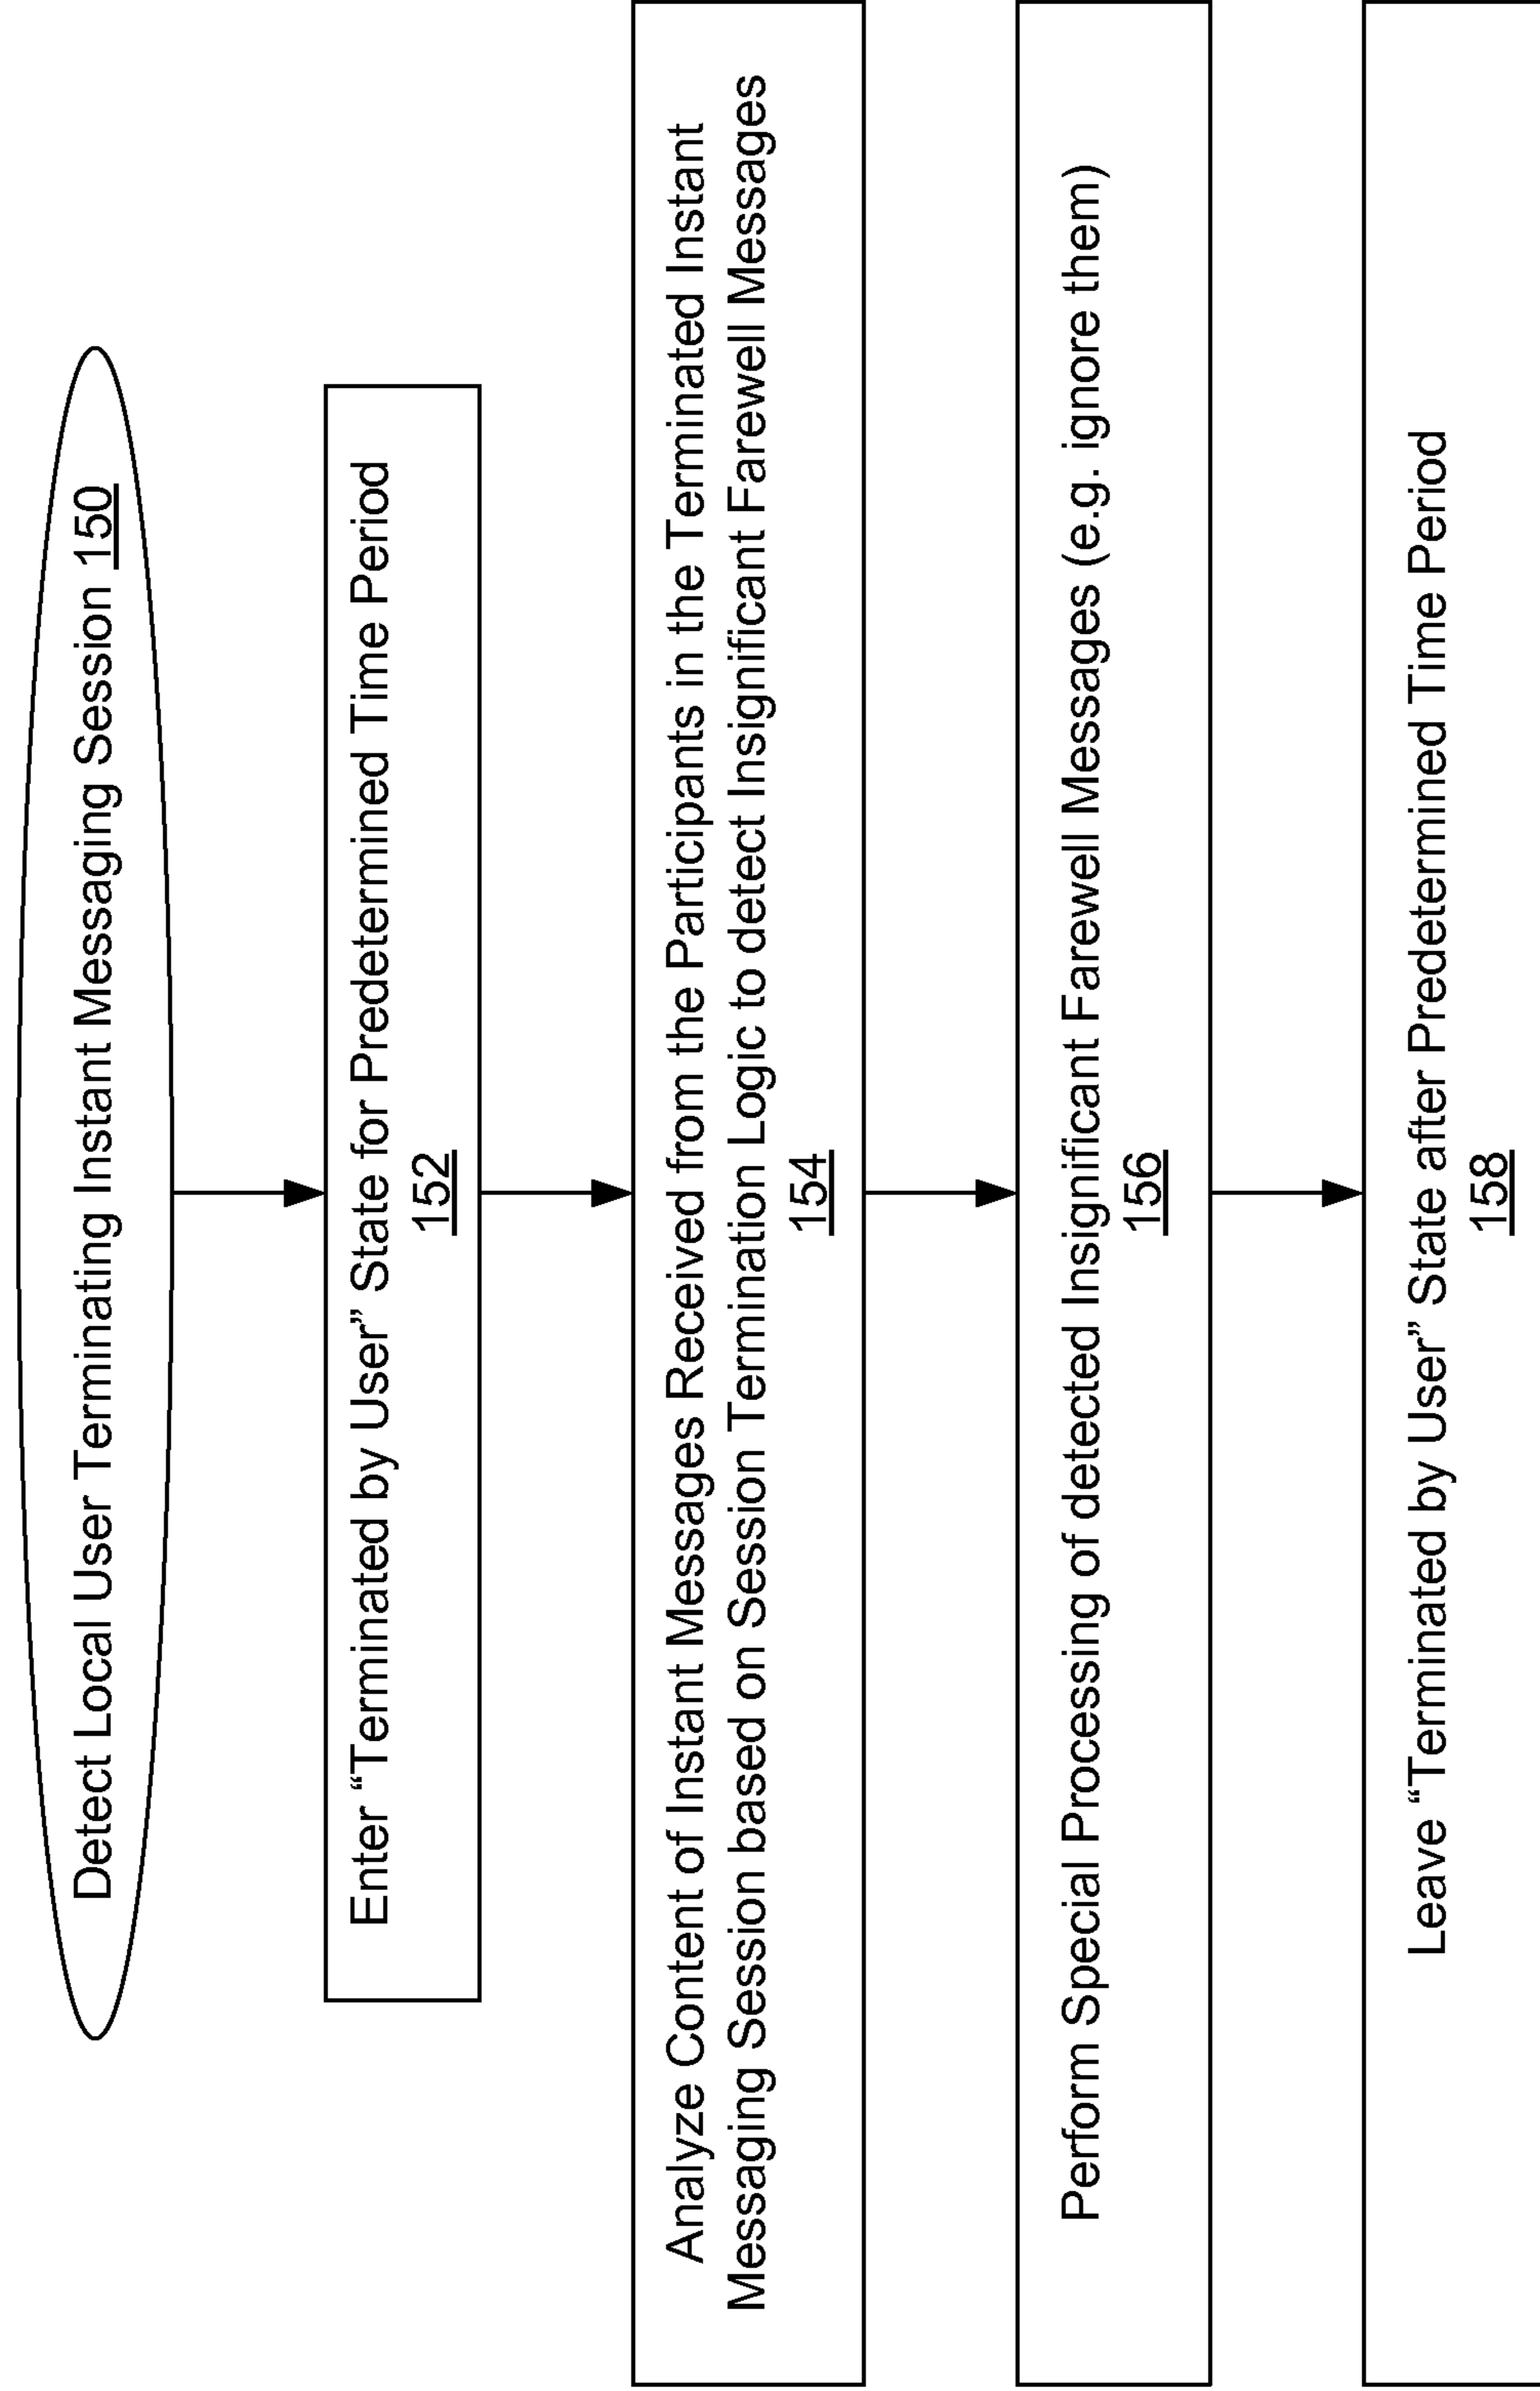 Detect Local User Terminating Instant Messaging Session 150
Enter “Terminated by User” State for Predetermined Time Period
152
Analyze Content of Instant Messages Received from the Participants in the Terminated Instant
Messaging Session based on Session Termination Logic to detect Insignificant Farewell Messages
154
Perform Special Processing of detected Insignificant Farewell Messages (e.g. ignore them)
156
Leave “Terminated by User” State after Predetermined Time Period
158